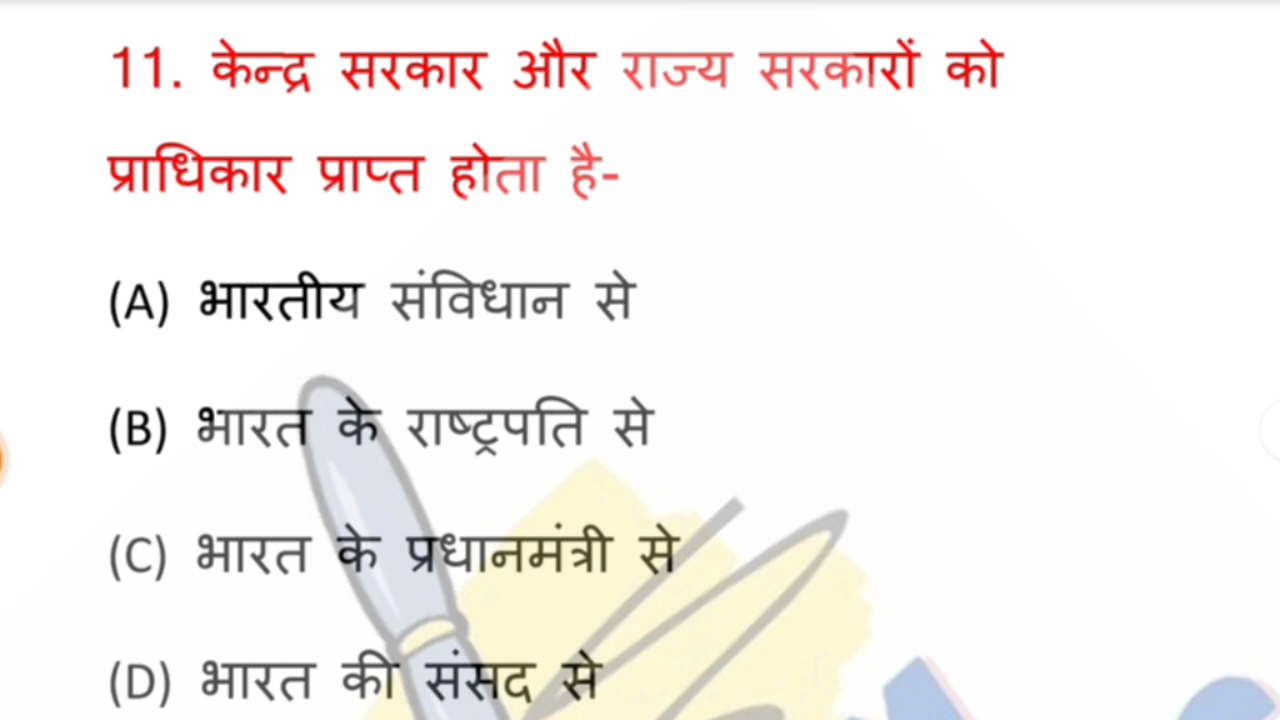 11. केन्द्र सरकार और राज्य सरकारों को
प्राधिकार प्राप्त होता है-
(A) भारतीय संविधान से
(B) भारत के राष्ट्रपति से
(C) भारत के प्रधानमंत्री से
(D) भारत की संसद से